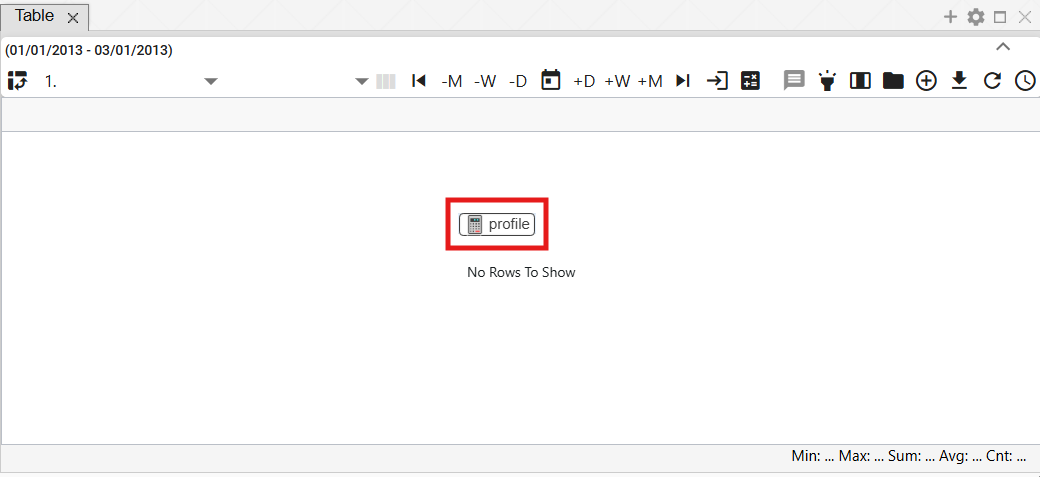 Table
(01/01/2013 - 03/01/2013)
1. -M -W -D +D +W +M
profile
No Rows To Show
Min: ... Max: ... Sum: ... Avg: ... Cnt: ...